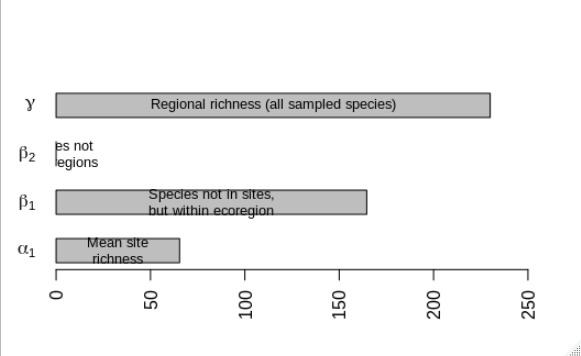 γ
Regional richness (all sampled species)
β2
es not
egions
β1
Species not in sites,
but within ecoregion
α1
Mean site
richness
0
50
100
150
200
250